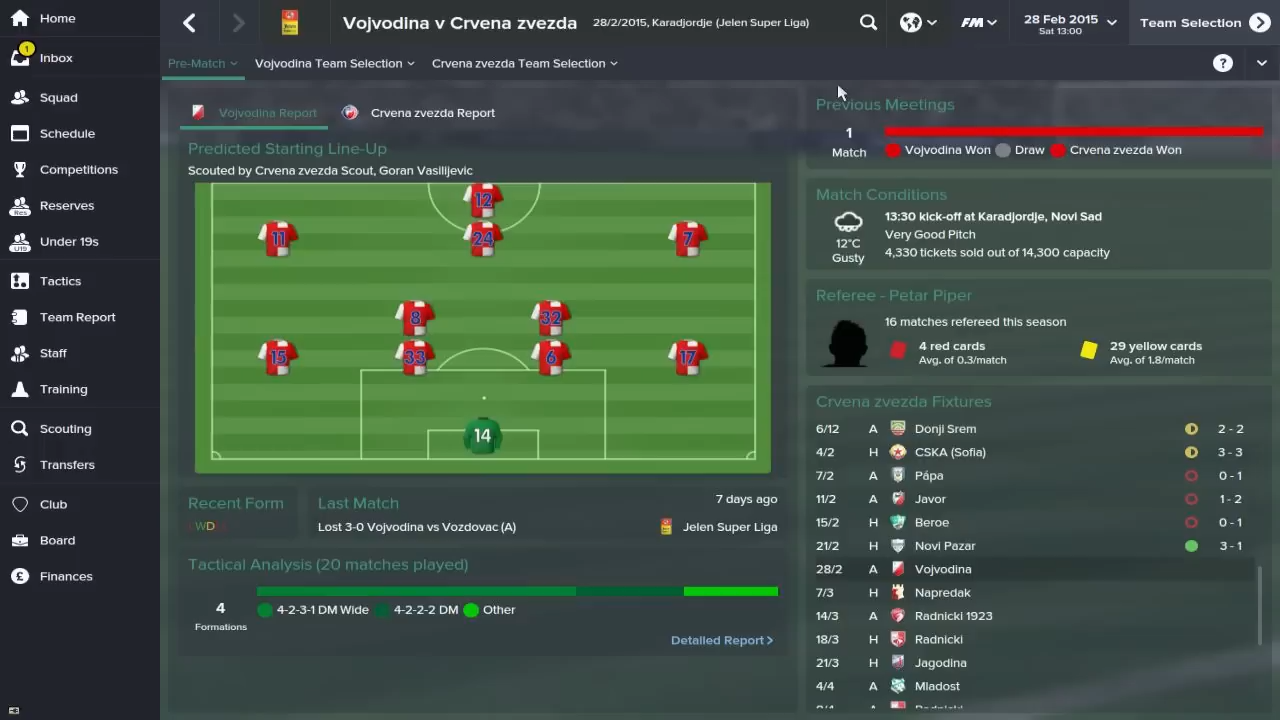 Home
1
Inbox
Squad
Schedule
Competitions
Res
Reserves
U19
Under 19s
Tactics
Team Report
Staff
Training
Scouting
Transfers
Club
Board
£
Finances
Vojvodina v Crvena zvezda
28/2/2015, Karadjordje (Jelen Super Liga)
FM
28 Feb 2015
Sat 13:00
Team Selection
Pre-Match
Vojvodina Team Selection
Crvena zvezda Team Selection
?
Vojvodina Report
Crvena zvezda Report
Predicted Starting Line-Up
Scouted by Crvena zvezda Scout, Goran Vasilijevic
12
11 24 7
8 32
15 33 6 17
14
Recent Form
WD
Last Match
7 days ago
Lost 3-0 Vojvodina vs Vozdovac (A)
Jelen Super Liga
Tactical Analysis (20 matches played)
4
Formations
4-2-3-1 DM Wide 4-2-2-2 DM Other
Detailed Report >
Previous Meetings
1
Match
Vojvodina Won Draw Crvena zvezda Won
Match Conditions
12°C
Gusty
13:30 kick-off at Karadjordje, Novi Sad
Very Good Pitch
4,330 tickets sold out of 14,300 capacity
Referee - Petar Piper
16 matches refereed this season
4 red cards
Avg. of 0.3/match
29 yellow cards
Avg. of 1.8/match
Crvena zvezda Fixtures
6/12 A Donji Srem 2 - 2
4/2 H CSKA (Sofia) 3 - 3
7/2 A Pápa 0 - 1
11/2 A Javor 1 - 2
15/2 H Beroe 0 - 1
21/2 H Novi Pazar 3 - 1
28/2 A Vojvodina
7/3 H Napredak
14/3 A Radnicki 1923
18/3 H Radnicki
21/3 H Jagodina
4/4 A Mladost